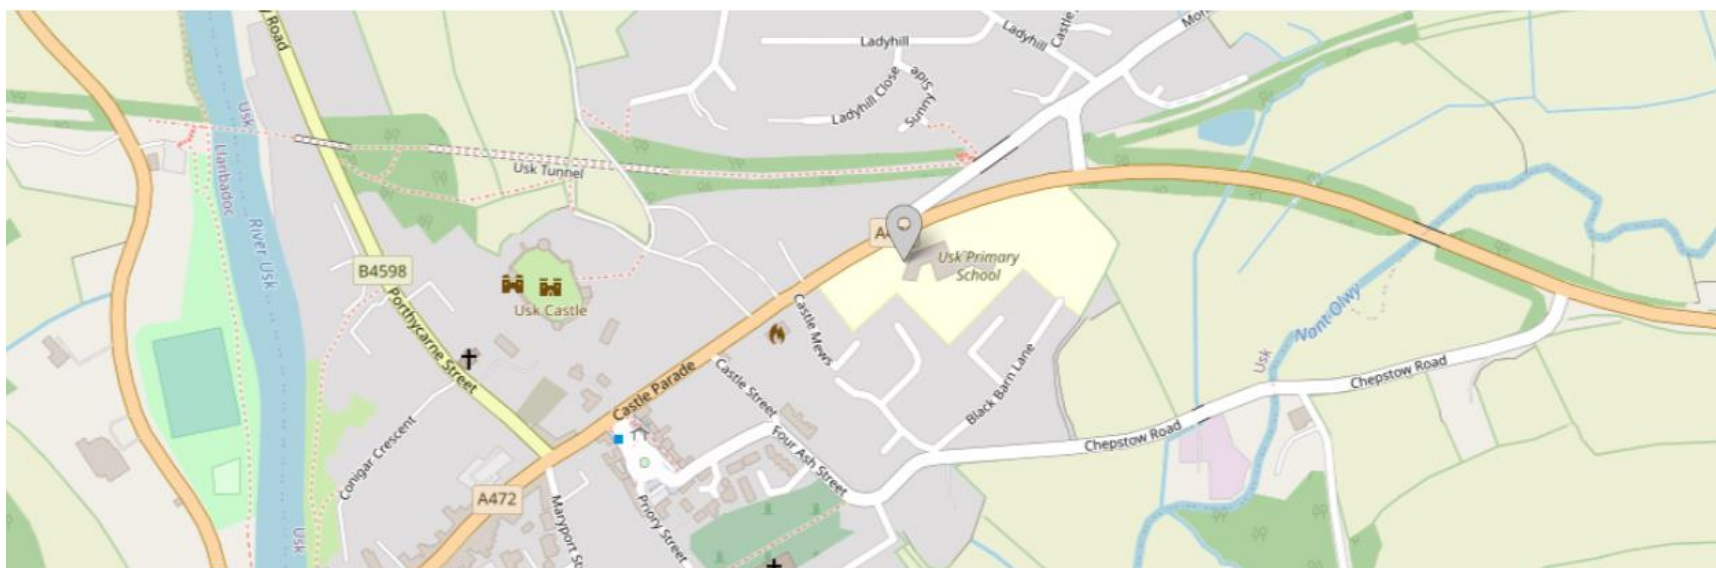 Road
Ladyhill
Ladyhill
Castle
Ladyhill Close
Sunny
Side
Usk
Llanbadoc
Usk Tunnel
River Usk
B4598
Usk Castle
Usk Primary
School
Porthycarne Street
Castle Mews
Castle Parade
Castle Street
Black Barn Lane
Nant Olwy
Usk
Chepstow Road
Chepstow Road
Conigar Crescent
Four Ash Street
A472
Maryport
Priory Street
Usk